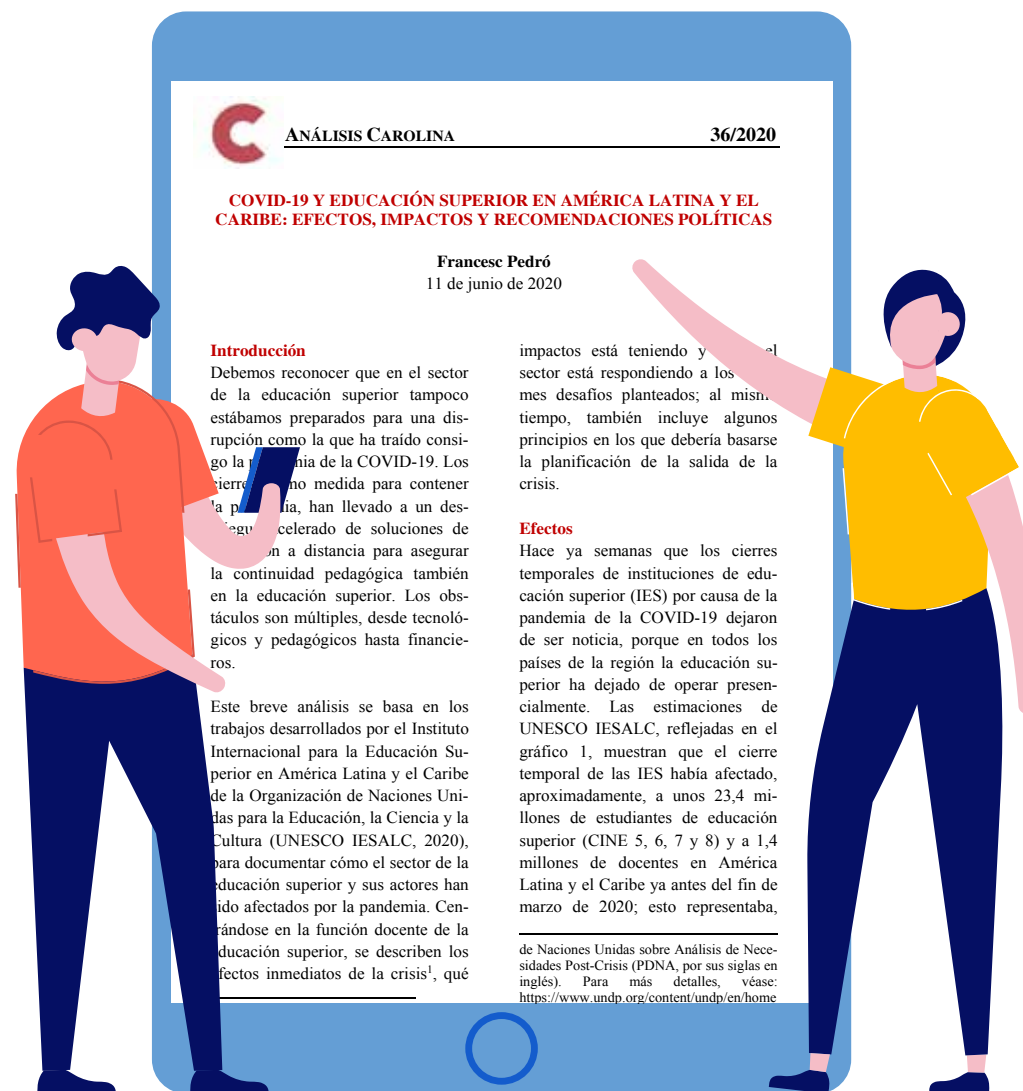 ANÁLISIS CAROLINA 36/2020
COVID-19 Y EDUCACIÓN SUPERIOR EN AMÉRICA LATINA Y EL
CARIBE: EFECTOS, IMPACTOS Y RECOMENDACIONES POLÍTICAS
Francesc Pedró
11 de junio de 2020
Introducción
Debemos reconocer que en el sector
de la educación superior tampoco
estábamos preparados para una dis-
rupción como la que ha traído consi-
go la de la COVID-19. Los
medida para contener
la han llevado a un des-
de soluciones de
a distancia para asegurar
la continuidad pedagógica también
en la educación superior. Los obs-
táculos son múltiples, desde tecnoló-
gicos y pedagógicos hasta financie-
ros.
Este breve análisis se basa en los
trabajos desarrollados por el Instituto
Internacional para la Educación Su-
perior en América Latina y el Caribe
de la Organización de Naciones Uni-
das para la Educación, la Ciencia y la
Cultura (UNESCO IESALC, 2020),
para documentar cómo el sector de la
educación superior y sus actores han
sido afectados por la pandemia. Cen-
trándose en la función docente de la
educación superior, se describen los
efectos inmediatos de la crisis¹, qué
impactos está teniendo y el
sector está respondiendo a los
mes desafíos planteados; al mismo
tiempo, también incluye algunos
principios en los que debería basarse
la planificación de la salida de la
crisis.
Efectos
Hace ya semanas que los cierres
temporales de instituciones de edu-
cación superior (IES) por causa de la
pandemia de la COVID-19 dejaron
de ser noticia, porque en todos los
países de la región la educación su-
perior ha dejado de operar presen-
cialmente. Las estimaciones de
UNESCO IESALC, reflejadas en el
gráfico 1, muestran que el cierre
temporal de las IES había afectado,
aproximadamente, a unos 23,4 mi-
llones de estudiantes de educación
superior (CINE 5, 6, 7 y 8) y a 1,4
millones de docentes en América
Latina y el Caribe ya antes del fin de
marzo de 2020; esto representaba,
de Naciones Unidas sobre Análisis de Nece-
sidades Post-Crisis (PDNA, por sus siglas en
inglés). Para más detalles, véase:
https://www.undp.org/content/undp/en/home